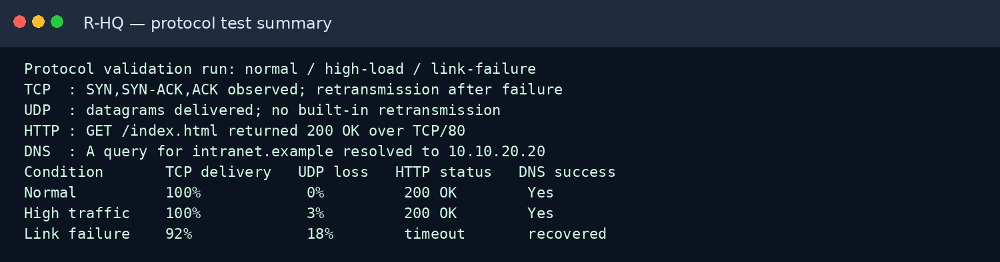 R-HQ — protocol test summary
Protocol validation run: normal / high-load / link-failure
TCP  : SYN,SYN-ACK,ACK observed; retransmission after failure
UDP  : datagrams delivered; no built-in retransmission
HTTP : GET /index.html returned 200 OK over TCP/80
DNS  : A query for intranet.example resolved to 10.10.20.20
Condition       TCP delivery   UDP loss   HTTP status   DNS success
Normal          100%            0%         200 OK        Yes
High traffic    100%            3%         200 OK        Yes
Link failure    92%             18%        timeout       recovered